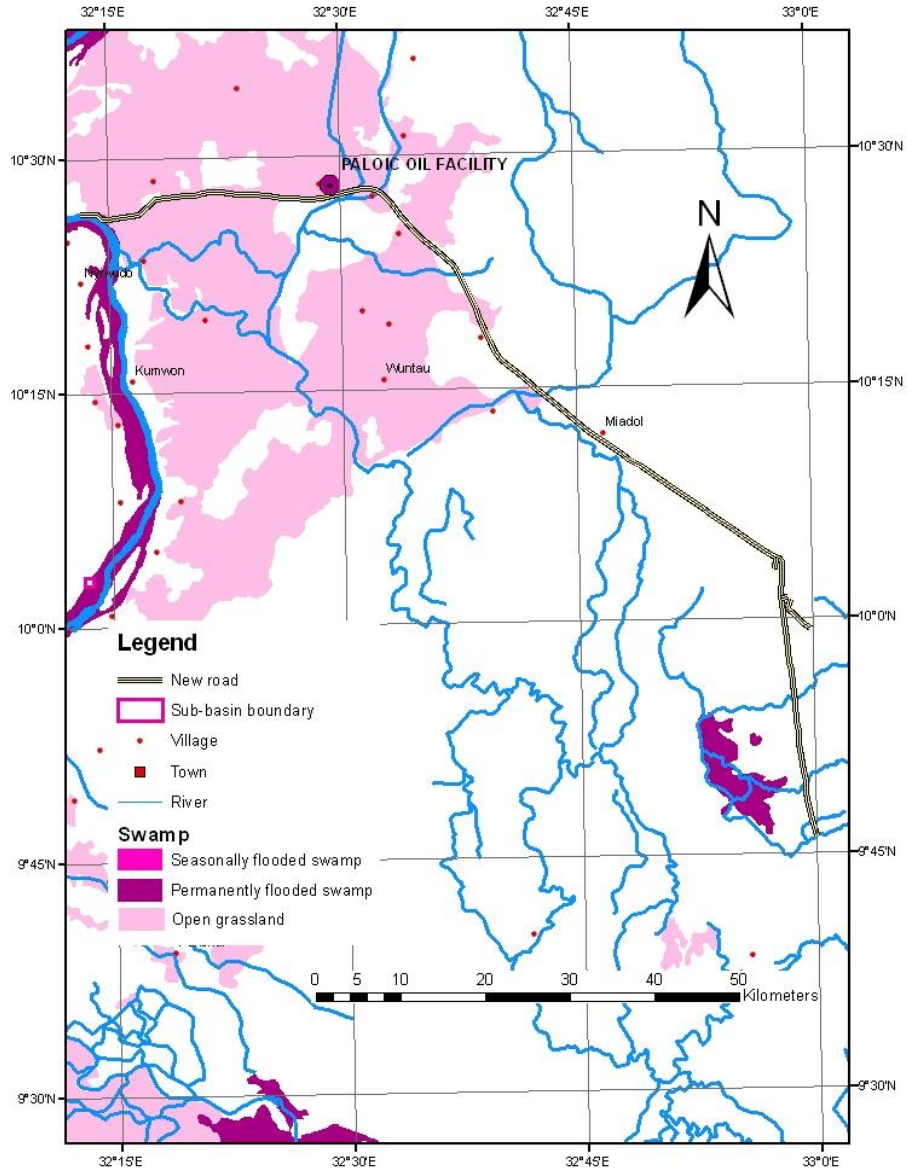 32°15'E 32°30'E 32°45'E 33°0'E
10°30'N 10°30'N
PALOIC OIL FACILITY
N
Kumwon
Wuntau
10°15'N 10°15'N
Miadol
10°0'N 10°0'N
Legend
New road
Sub-basin boundary
Village
Town
River
Swamp
Seasonally flooded swamp
Permanently flooded swamp
Open grassland
9°45'N 9°45'N
0 5 10 20 30 40 50
Kilometers
9°30'N 9°30'N
32°15'E 32°30'E 32°45'E 33°0'E